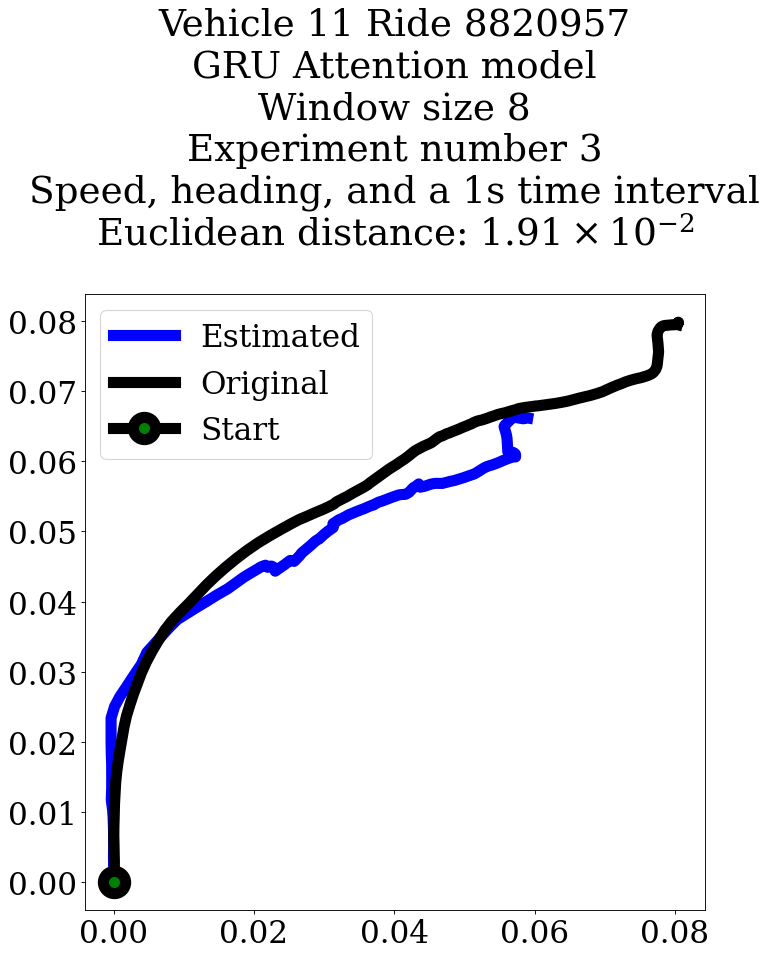 Vehicle 11 Ride 8820957
GRU Attention model
Window size 8
Experiment number 3
Speed, heading, and a 1s time interval
Euclidean distance: 1.91 × 10⁻²
Estimated
Original
Start
0.08
0.07
0.06
0.05
0.04
0.03
0.02
0.01
0.00
0.00 0.02 0.04 0.06 0.08